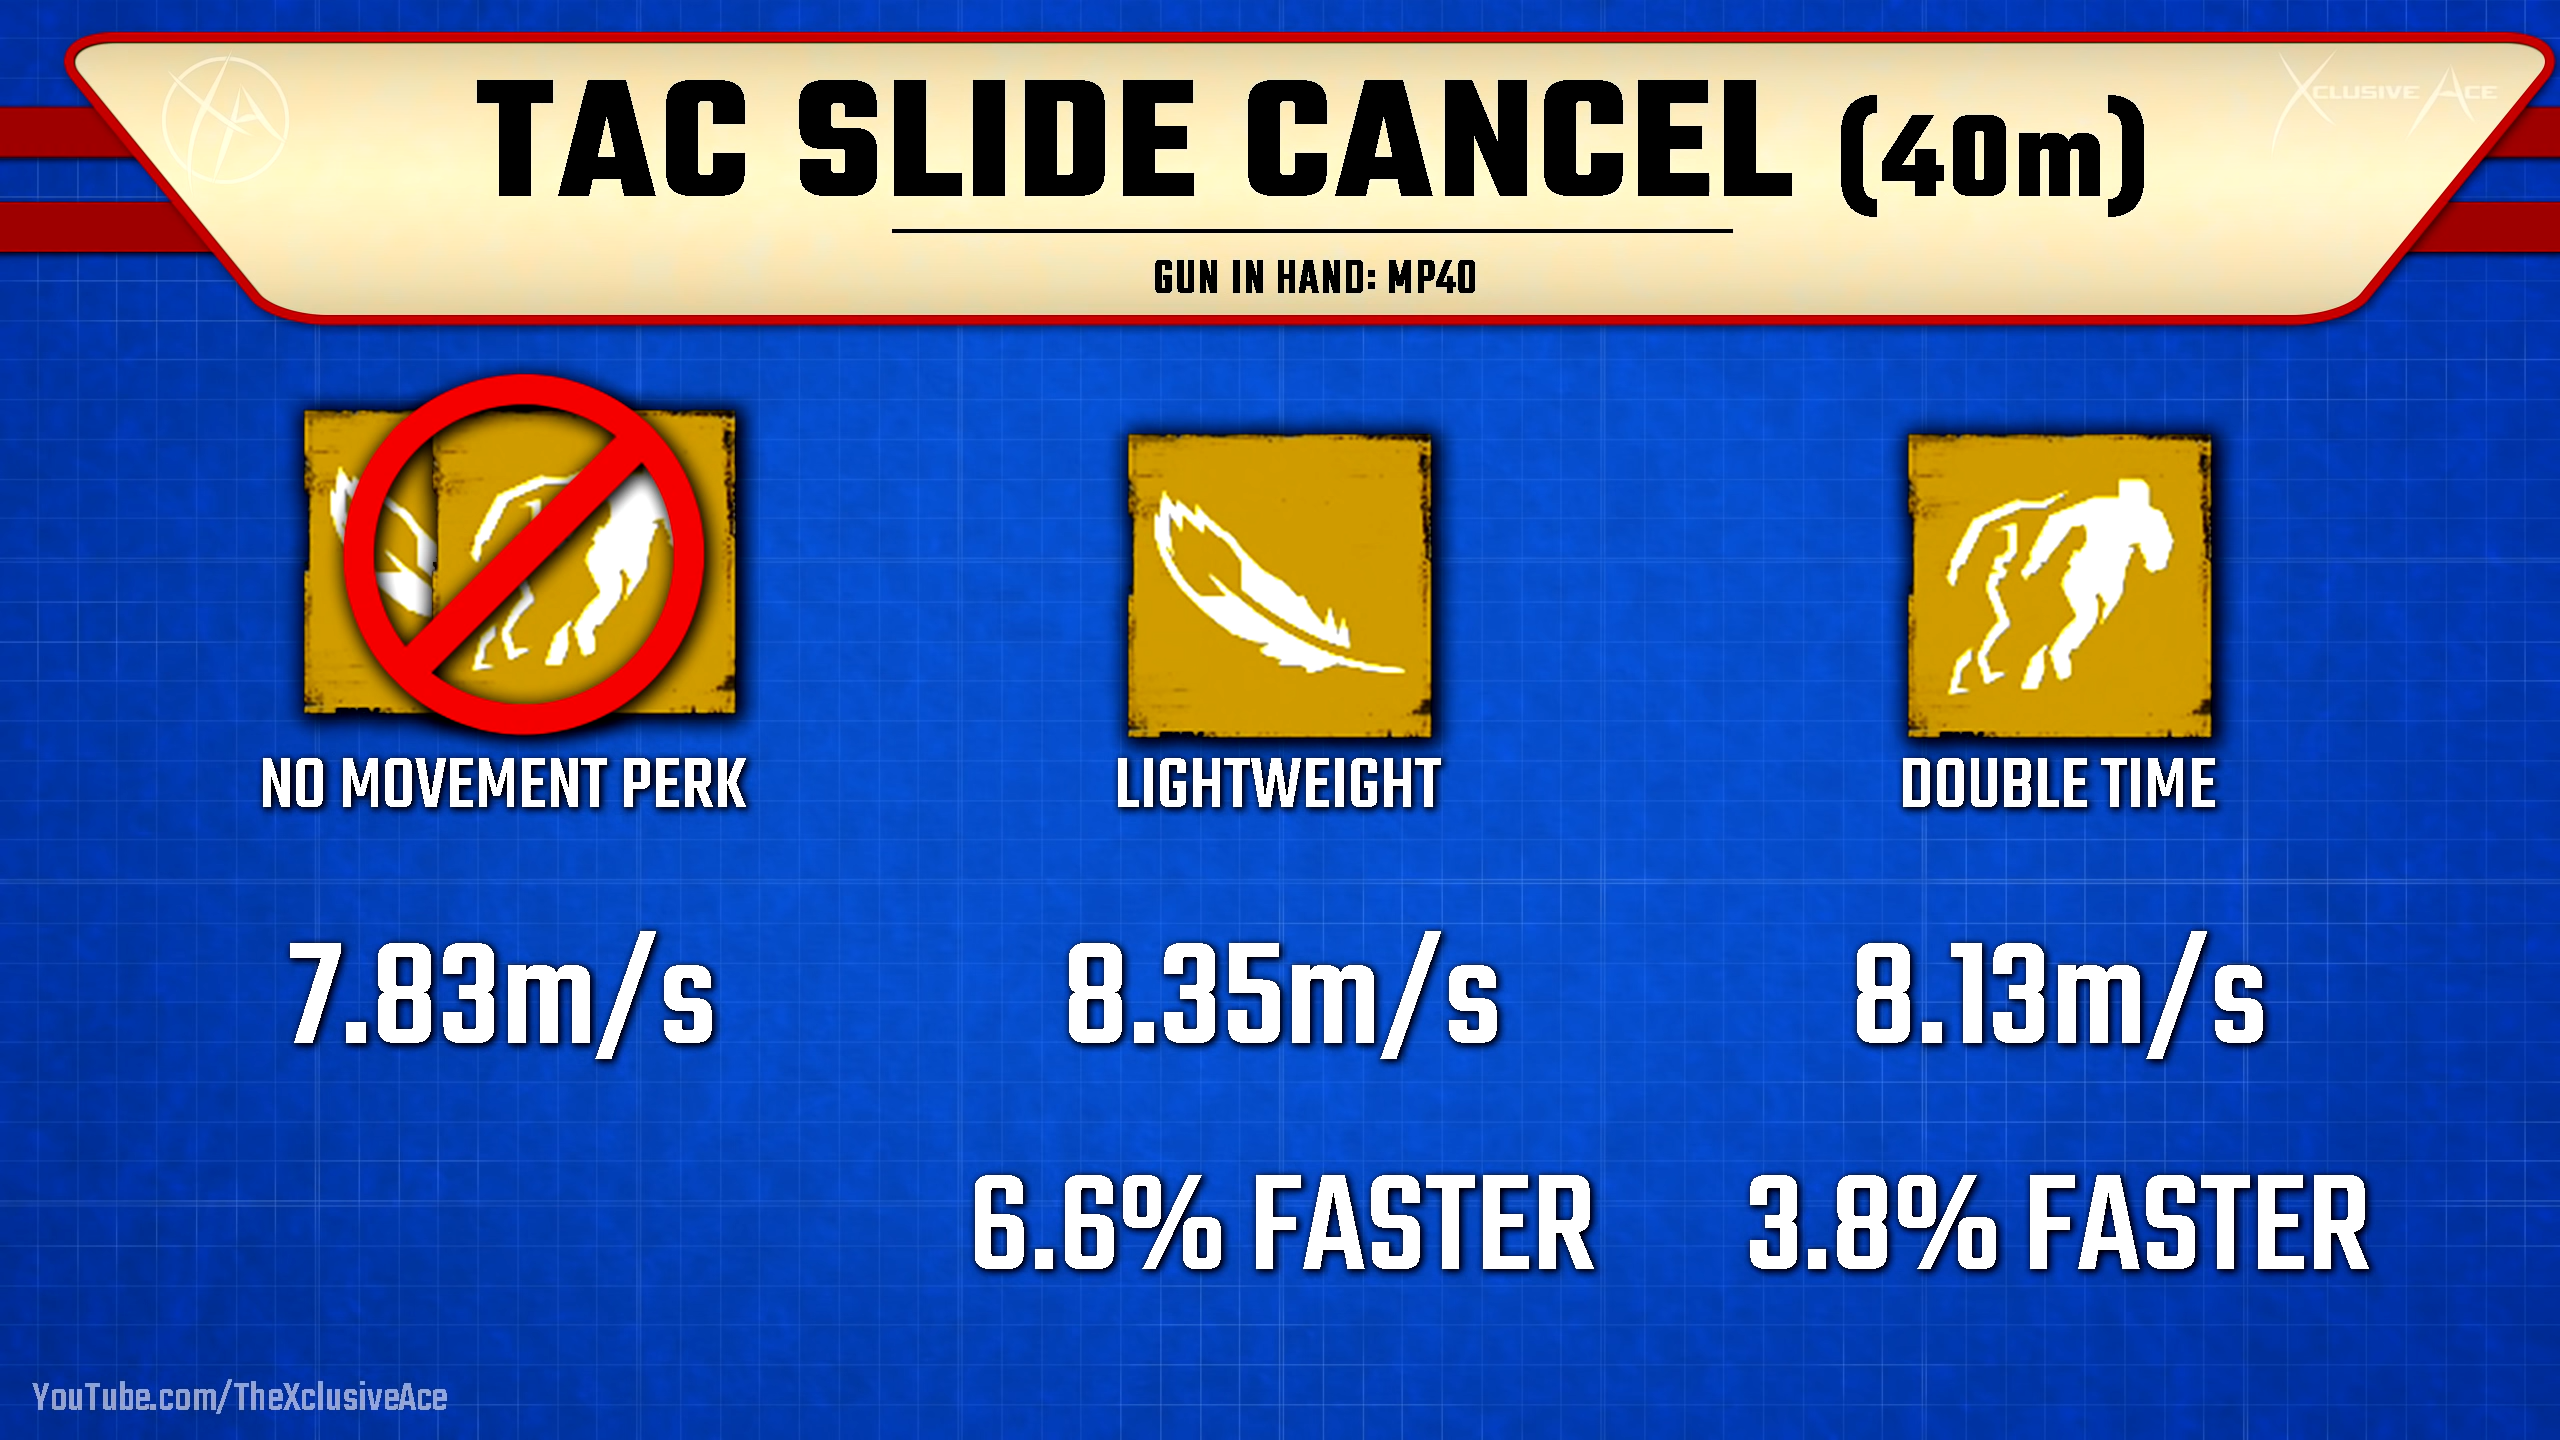 TAC SLIDE CANCEL (40m)
XCLUSIVE ACE
GUN IN HAND: MP40
NO MOVEMENT PERK
LIGHTWEIGHT
DOUBLE TIME
7.83m/s
8.35m/s
8.13m/s
6.6% FASTER
3.8% FASTER
YouTube.com/TheXclusiveAce